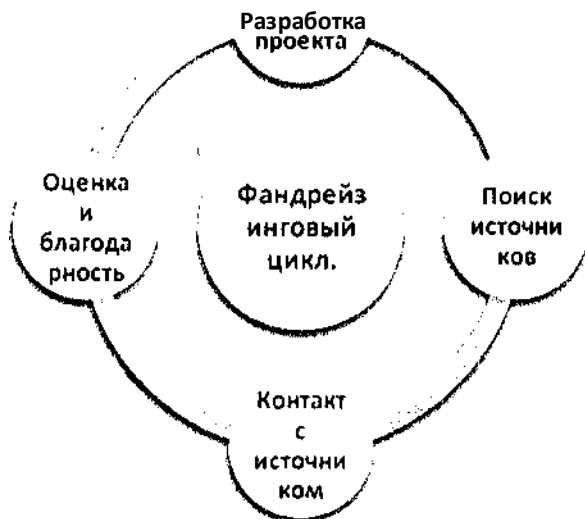 Разработка
проекта
Оценка
и
благода
рность
Фандрейз
инговый
цикл.
Поиск
источни
ков
Контакт
с
источни
ком